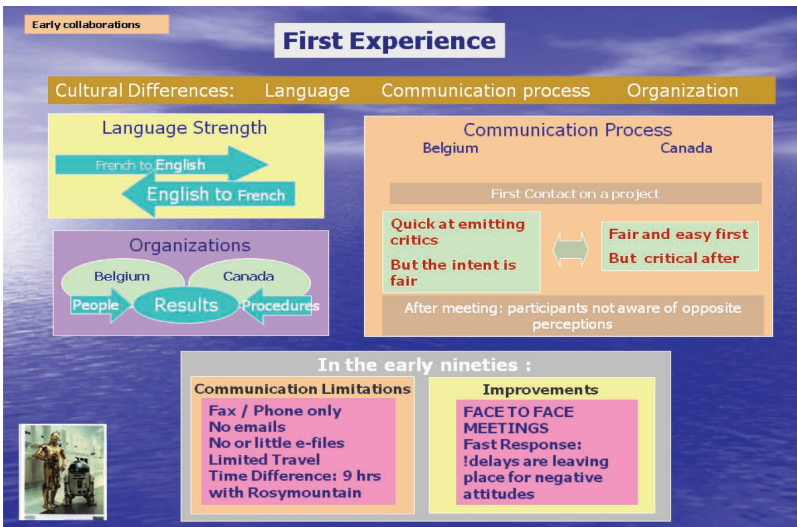 Early collaborations
First Experience
Cultural Differences: Language Communication process Organization
Language Strength
French to English
English to French
Organizations
Belgium Canada
People Results Procedures
Communication Process
Belgium Canada
First Contact on a project
Quick at emitting
critics
But the intent is
fair
Fair and easy first
But critical after
After meeting: participants not aware of opposite
perceptions
In the early nineties :
Communication Limitations
Fax / Phone only
No emails
No or little e-files
Limited Travel
Time Difference: 9 hrs
with Rosymountain
Improvements
FACE TO FACE
MEETINGS
Fast Response:
!delays are leaving
place for negative
attitudes